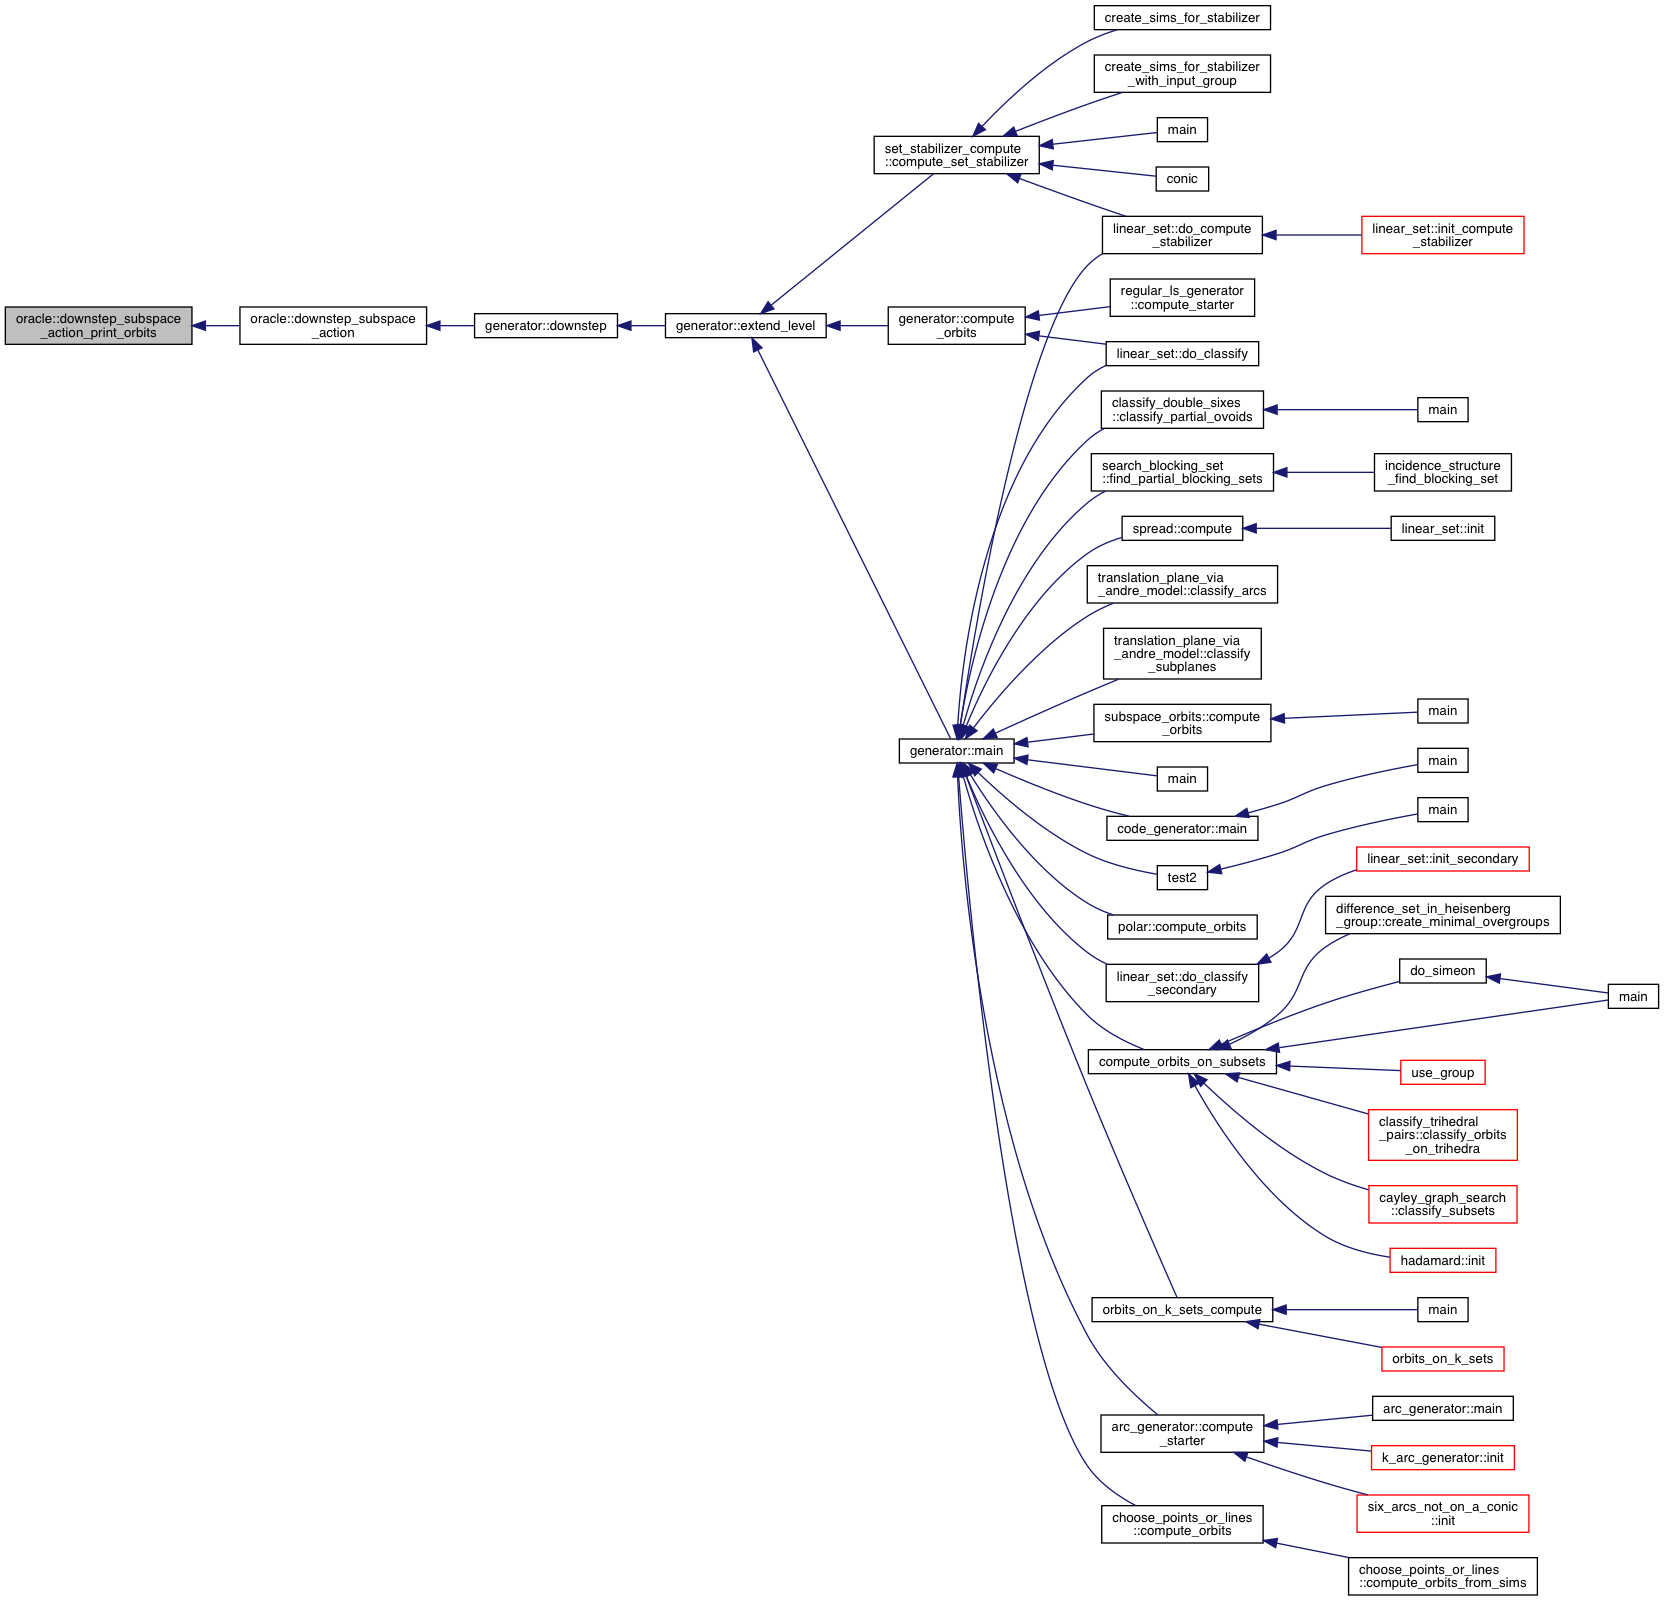 create_sims_for_stabilizer
create_sims_for_stabilizer
_with_input_group
main
set_stabilizer_compute
::compute_set_stabilizer
conic
linear_set::do_compute
_stabilizer
linear_set::init_compute
_stabilizer
regular_ls_generator
::compute_starter
oracle::downstep_subspace
_action_print_orbits
oracle::downstep_subspace
_action
generator::downstep
generator::extend_level
generator::compute
_orbits
linear_set::do_classify
classify_double_sixes
::classify_partial_ovoids
main
search_blocking_set
::find_partial_blocking_sets
incidence_structure
_find_blocking_set
spread::compute
linear_set::init
translation_plane_via
_andre_model::classify_arcs
translation_plane_via
_andre_model::classify
_subplanes
subspace_orbits::compute
_orbits
main
generator::main
main
main
code_generator::main
main
test2
linear_set::init_secondary
polar::compute_orbits
difference_set_in_heisenberg
_group::create_minimal_overgroups
linear_set::do_classify
_secondary
do_simeon
main
compute_orbits_on_subsets
use_group
classify_trihedral
_pairs::classify_orbits
_on_trihedra
cayley_graph_search
::classify_subsets
hadamard::init
orbits_on_k_sets_compute
main
orbits_on_k_sets
arc_generator::compute
_starter
arc_generator::main
k_arc_generator::init
six_arcs_not_on_a_conic
::init
choose_points_or_lines
::compute_orbits
choose_points_or_lines
::compute_orbits_from_sims